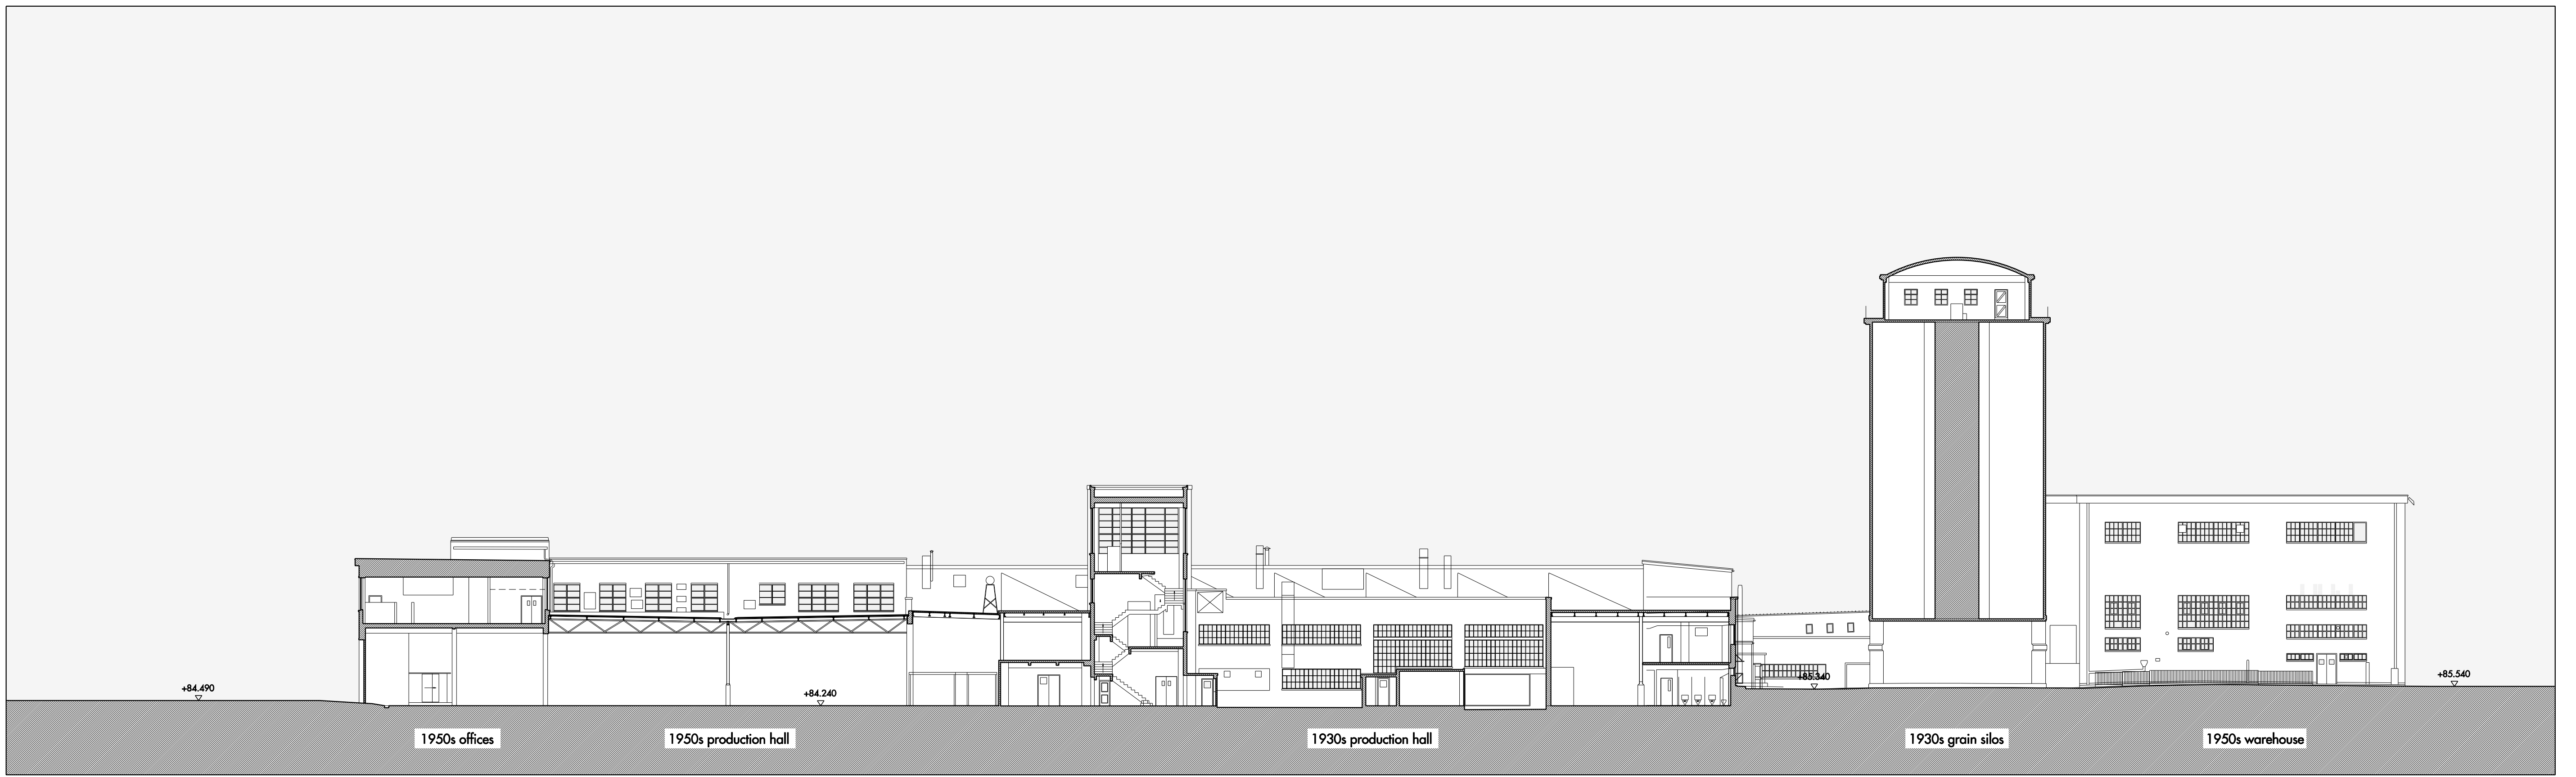 +84.490
+84.240
+85.340
+85.540
1950s offices
1950s production hall
1930s production hall
1930s grain silos
1950s warehouse